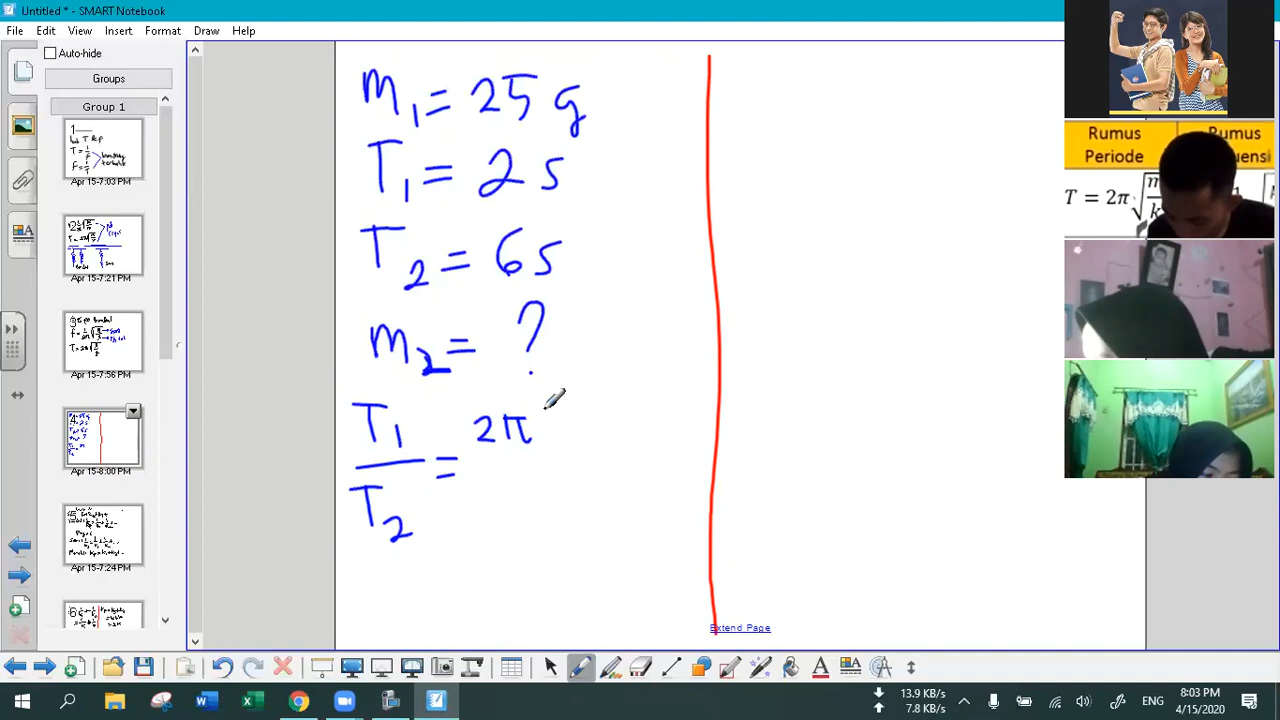 Untitled * - SMART Notebook
File Edit View Insert Format Draw Help
Auto-hide
Groups
Group 1
Apr 15-7:03 PM
Apr 15-7:21 PM
Apr 15-7:56 PM
Apr 15-8:00 PM
Apr 15-7:24 PM
m₁ = 25 g
T₁ = 2 s
T₂ = 6 s
m₂ = ?
T₁ / T₂ = 2π
Extend Page
Rumus Periode
Rumus
T = 2π √m/k
ENG
13.9 KB/s
7.8 KB/s
8:03 PM
4/15/2020